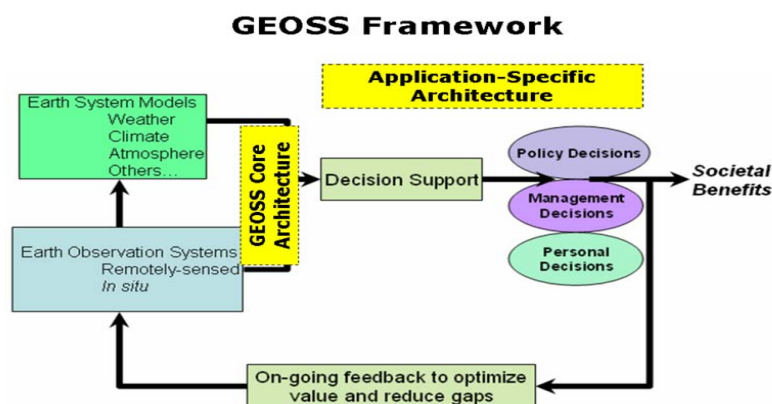 GEOSS Framework
Application-Specific
Architecture
Earth System Models
Weather
Climate
Atmosphere
Others...
GEOSS Core
Architecture
Decision Support
Policy Decisions
Management
Decisions
Personal
Decisions
Societal
Benefits
Earth Observation Systems
Remotely-sensed
In situ
On-going feedback to optimize
value and reduce gaps